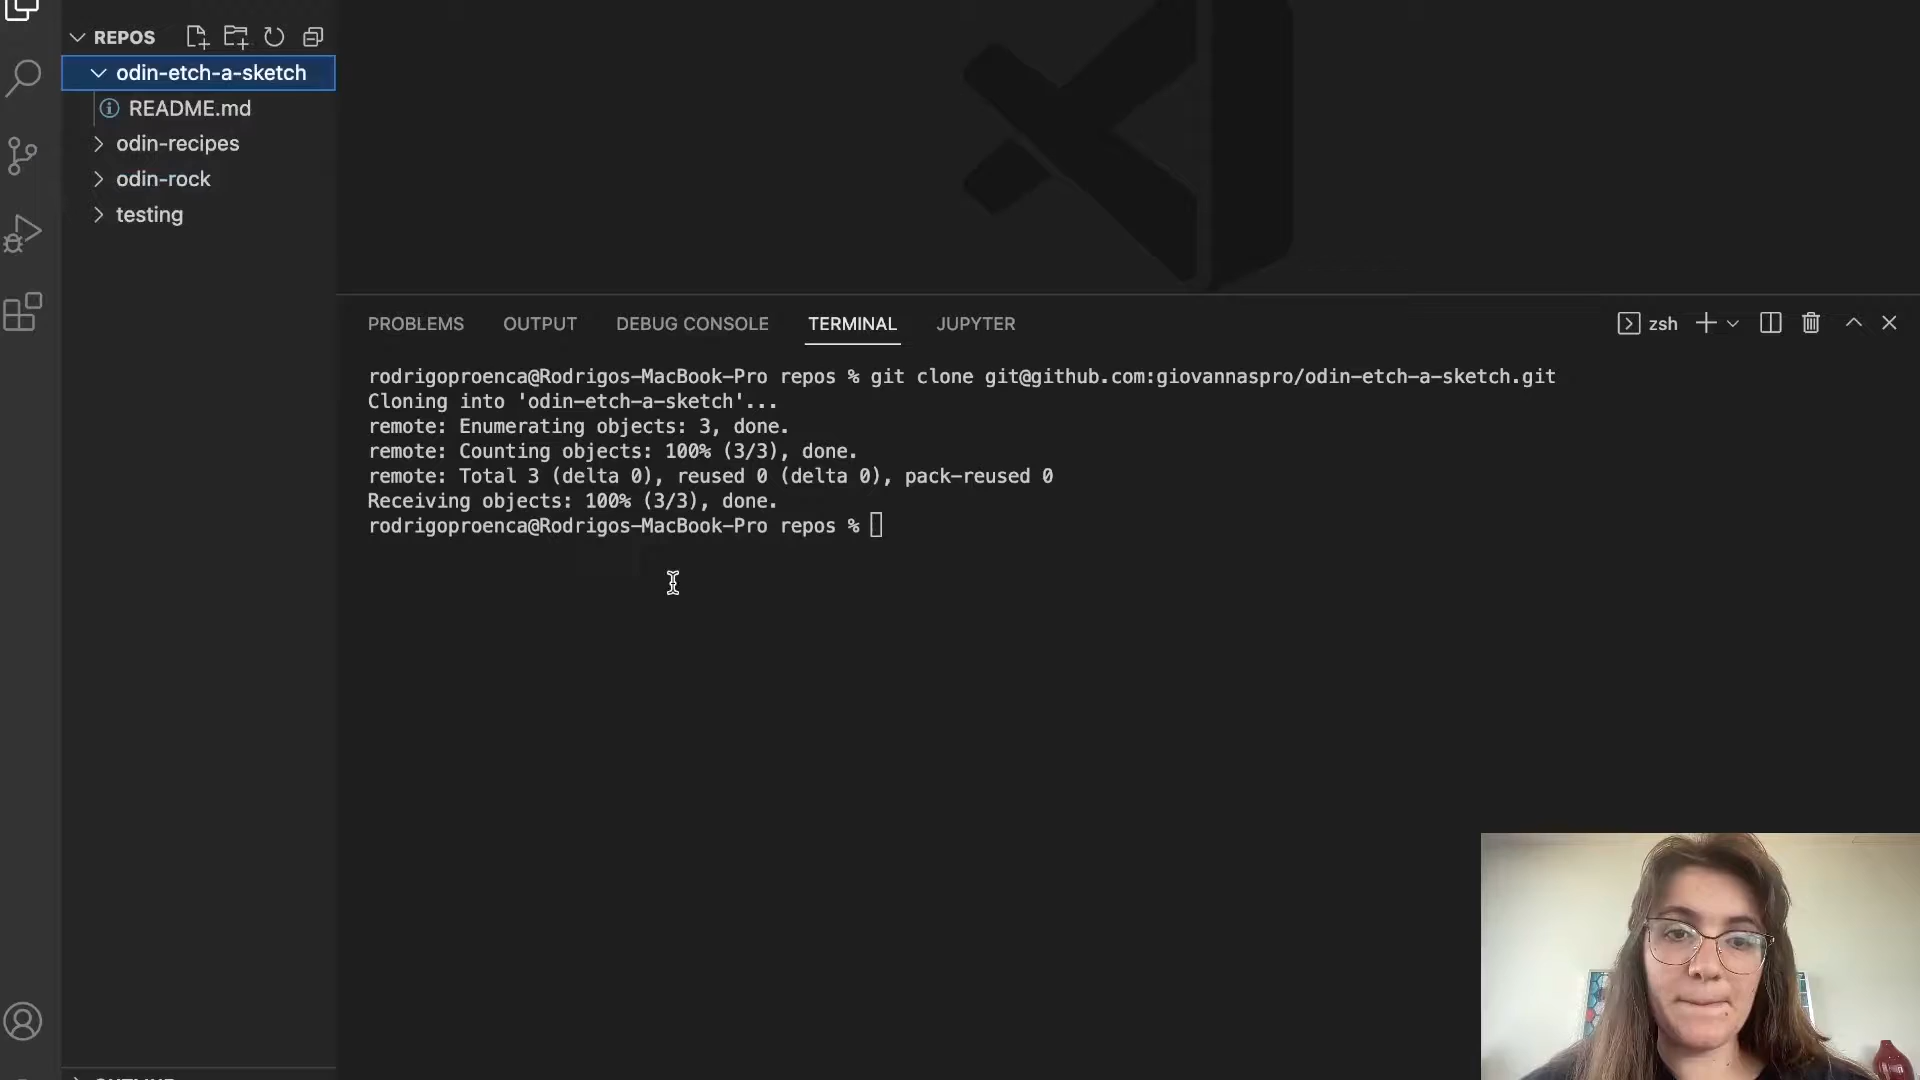 REPOS
odin-etch-a-sketch
README.md
odin-recipes
odin-rock
testing
PROBLEMS
OUTPUT
DEBUG CONSOLE
TERMINAL
JUPYTER
zsh
rodrigoproenca@Rodrigos-MacBook-Pro repos % git clone git@github.com:giovannaspro/odin-etch-a-sketch.git
Cloning into 'odin-etch-a-sketch'...
remote: Enumerating objects: 3, done.
remote: Counting objects: 100% (3/3), done.
remote: Total 3 (delta 0), reused 0 (delta 0), pack-reused 0
Receiving objects: 100% (3/3), done.
rodrigoproenca@Rodrigos-MacBook-Pro repos %